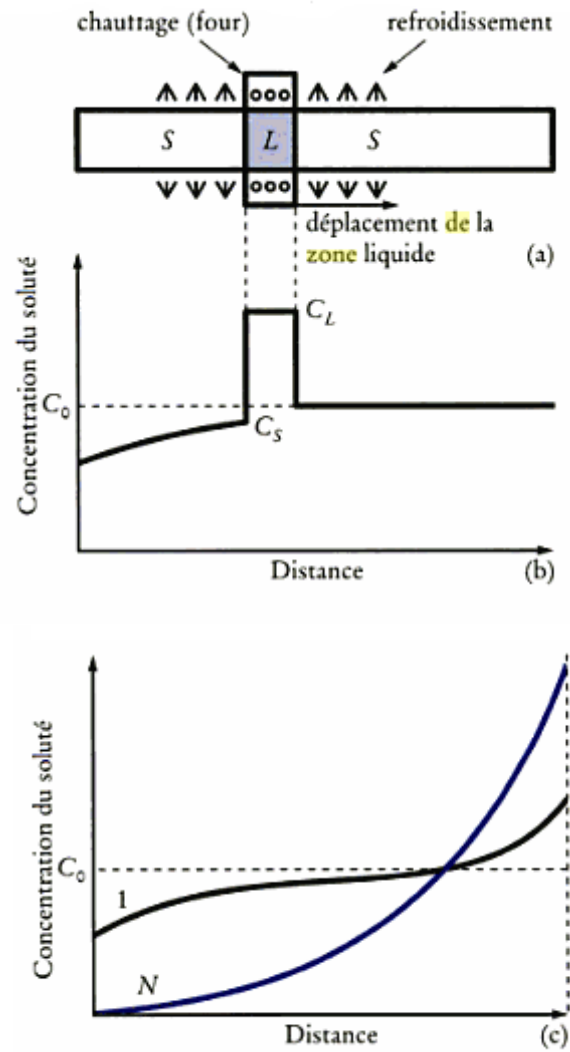 chauttage (four)
refroidissement
S
L
S
déplacement de la
zone liquide
(a)
Concentration du soluté
C_L
C_0
C_S
Distance
(b)
Concentration du soluté
C_0
1
N
Distance
(c)